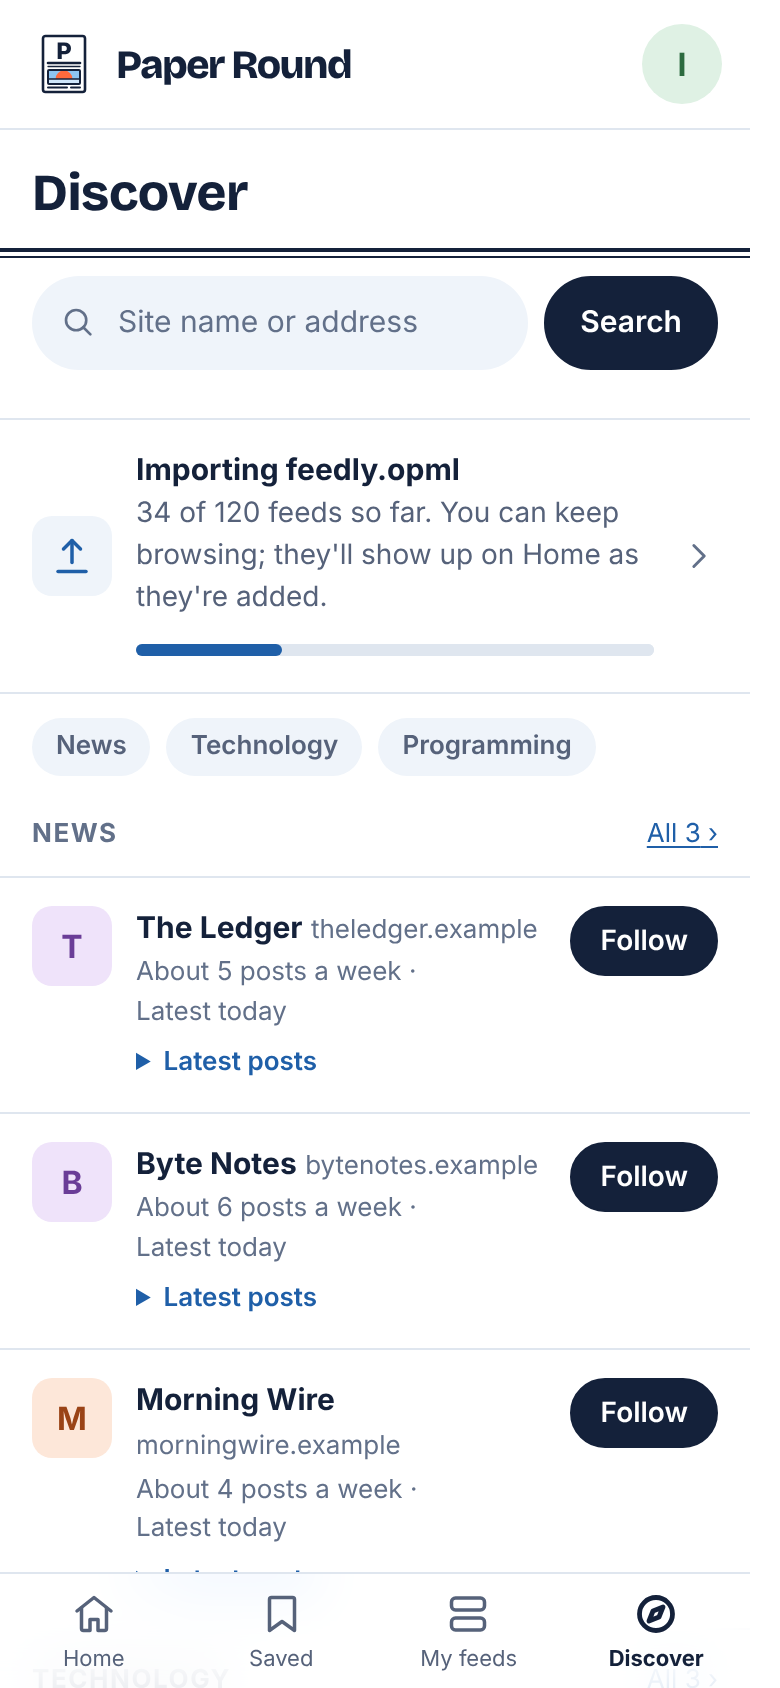 P
Paper Round
I
Discover
Site name or address
Search
Importing feedly.opml
34 of 120 feeds so far. You can keep
browsing; they'll show up on Home as
they're added.
News
Technology
Programming
NEWS
All 3 ›
T
The Ledger theledger.example
Follow
About 5 posts a week ·
Latest today
▶ Latest posts
B
Byte Notes bytenotes.example
Follow
About 6 posts a week ·
Latest today
▶ Latest posts
M
Morning Wire
Follow
morningwire.example
About 4 posts a week ·
Latest today
Home
Saved
My feeds
Discover
TECHNOLOGY
All 3 ›